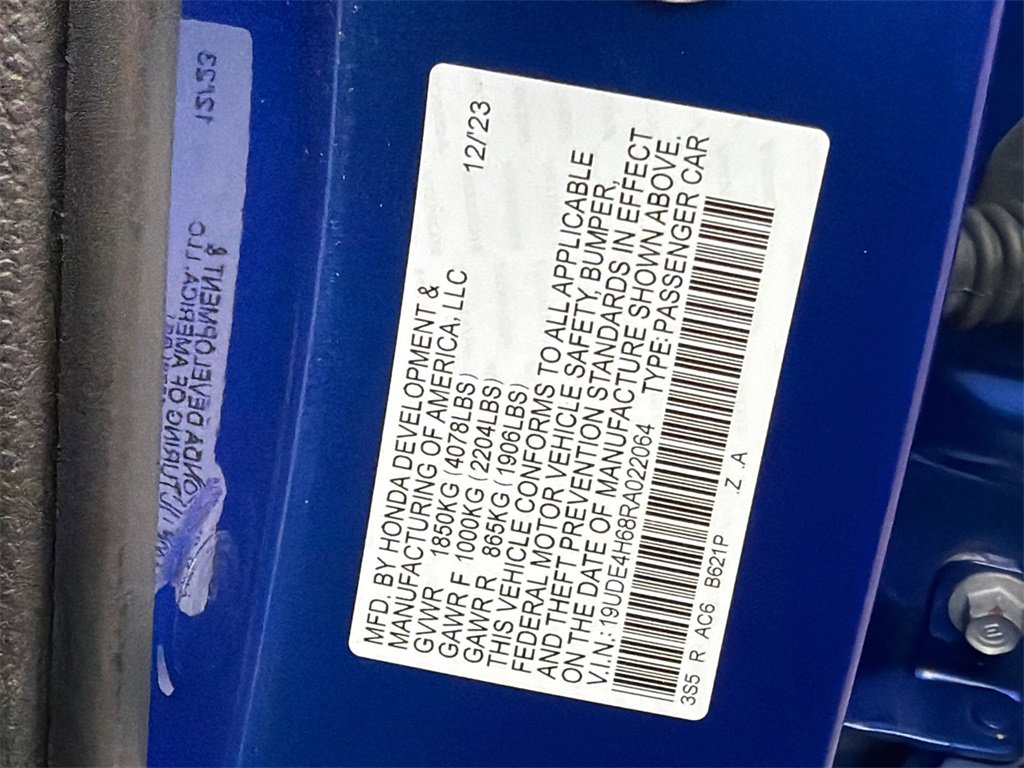 MFD. BY HONDA DEVELOPMENT &
MANUFACTURING OF AMERICA, LLC 12/'23
GVWR 1850KG (4078LBS)
GAWR F 1000KG (2204LBS)
GAWR R 865KG (1906LBS)
THIS VEHICLE CONFORMS TO ALL APPLICABLE
FEDERAL MOTOR VEHICLE SAFETY, BUMPER,
AND THEFT PREVENTION STANDARDS IN EFFECT
ON THE DATE OF MANUFACTURE SHOWN ABOVE.
V.I.N.: 19UDE4H68RA022064 TYPE: PASSENGER CAR
3S5 R AC6 B621P .Z .A